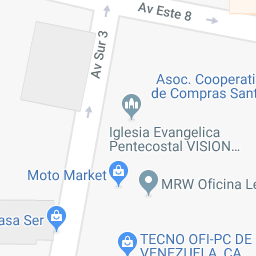 Av Este 8
Av Sur 3
Asoc. Cooperati
de Compras Sant
Iglesia Evangelica
Pentecostal VISION…
Moto Market
MRW Oficina Le
asa Ser
TECNO OFI-PC DE
VENEZUELA, CA